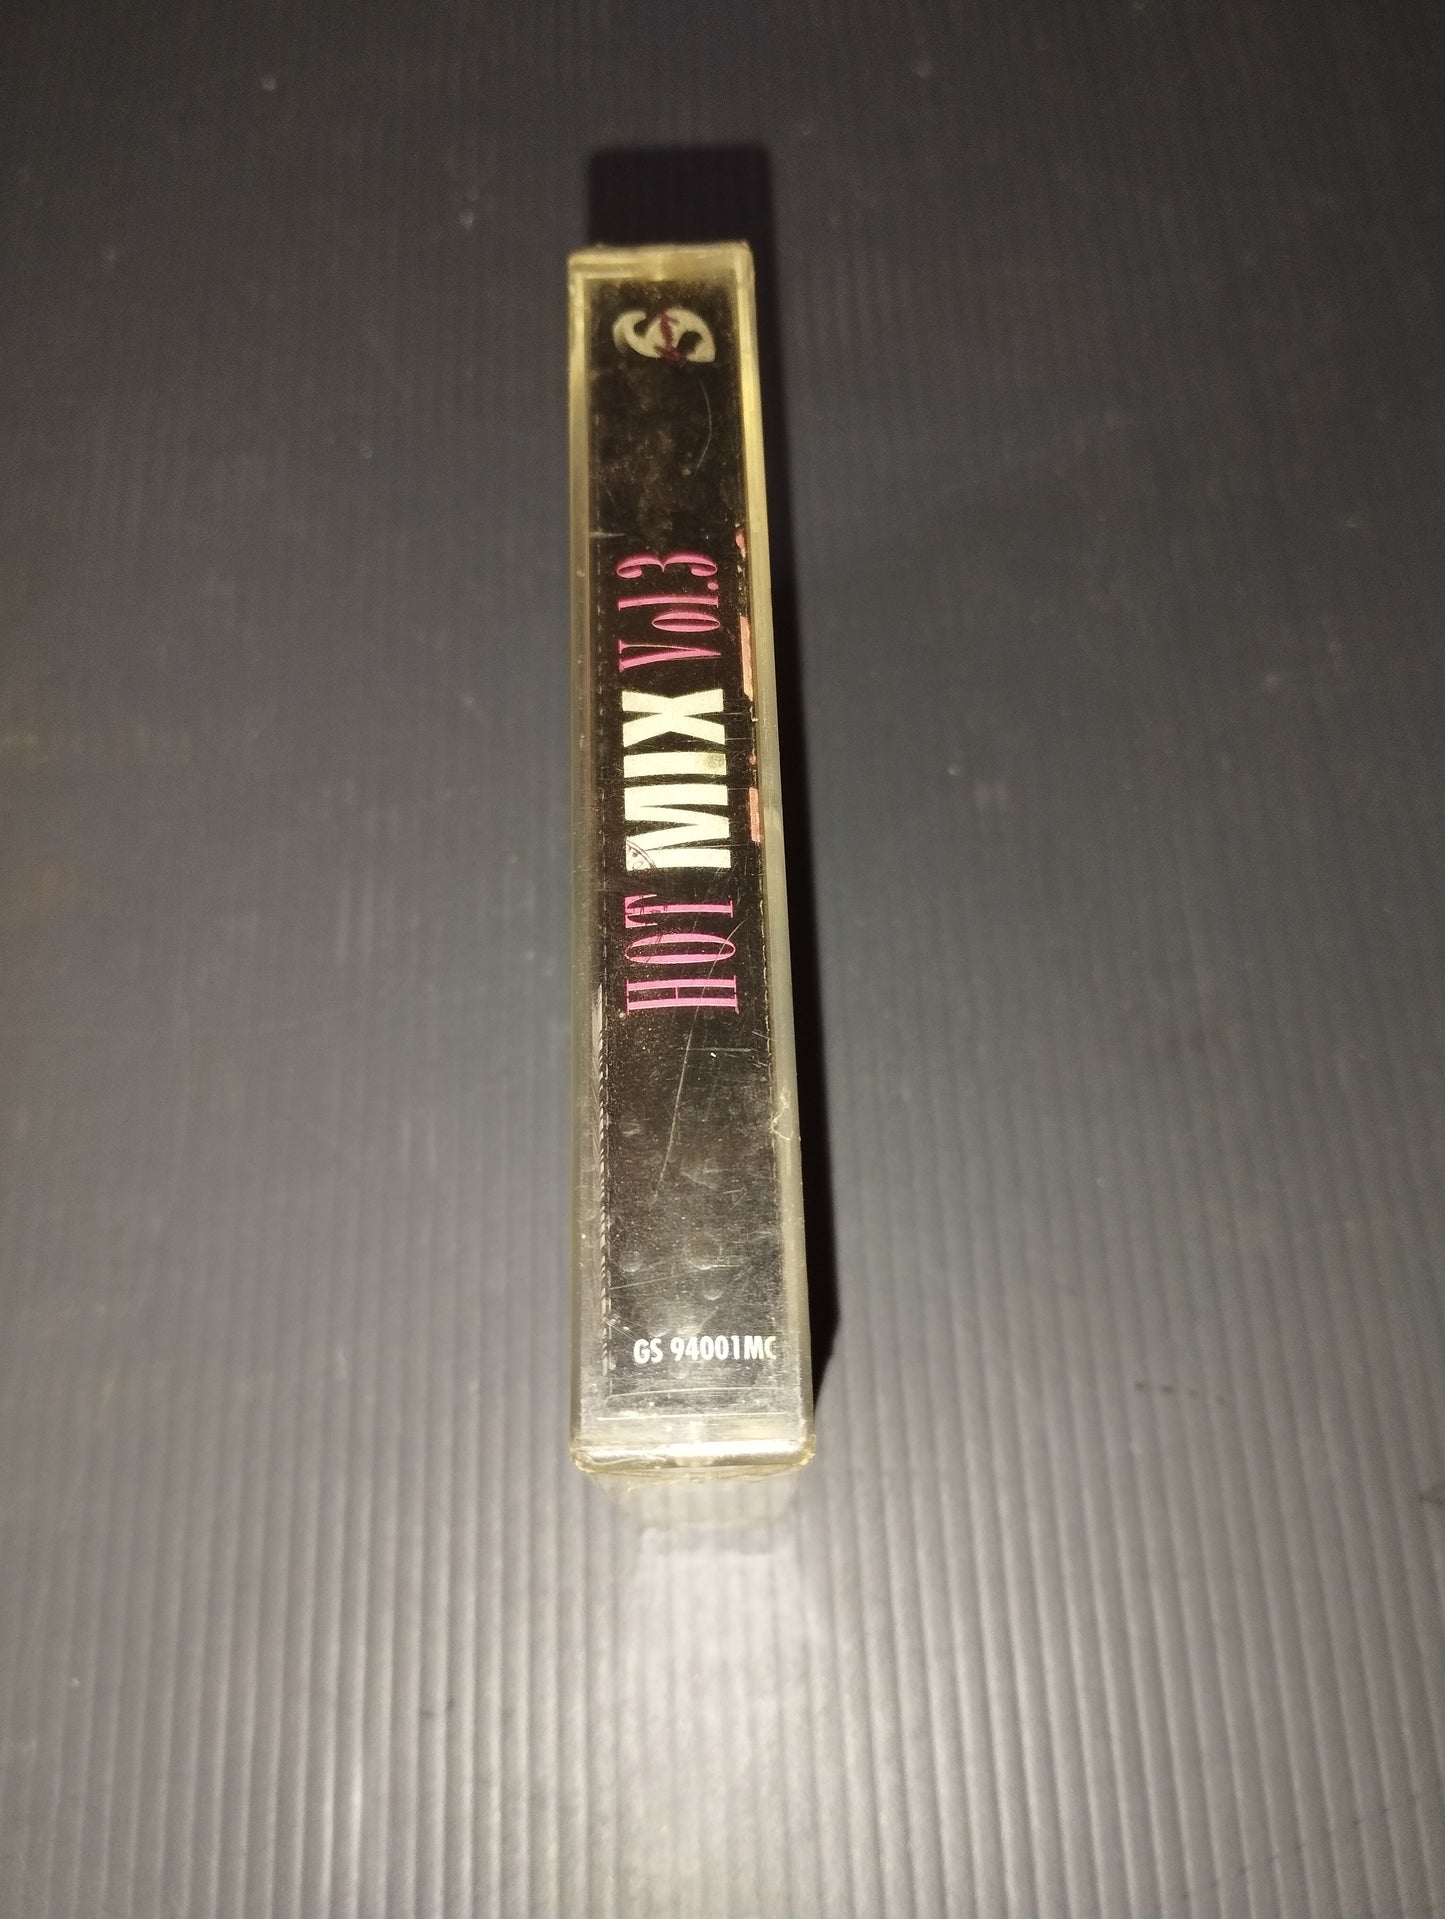 HOT MIX Vol.3
GS 94001MC